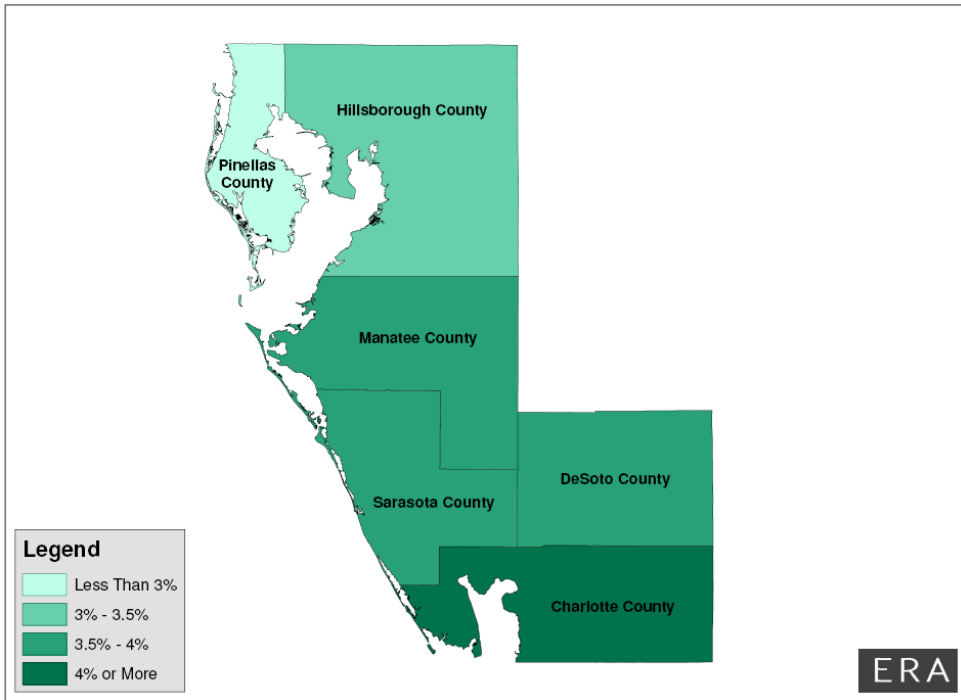 Hillsborough County
Pinellas
County
Manatee County
DeSoto County
Sarasota County
Charlotte County
Legend
Less Than 3%
3% - 3.5%
3.5% - 4%
4% or More
ERA